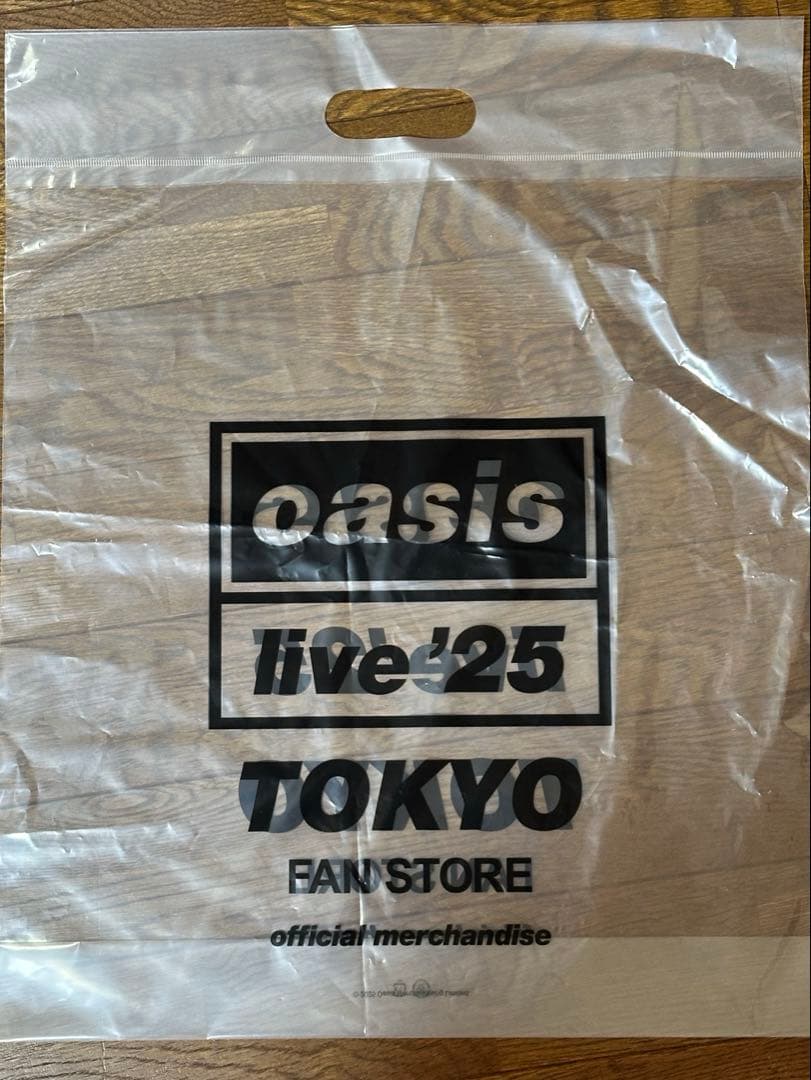 oasis
live '25
TOKYO
FAN STORE
official merchandise